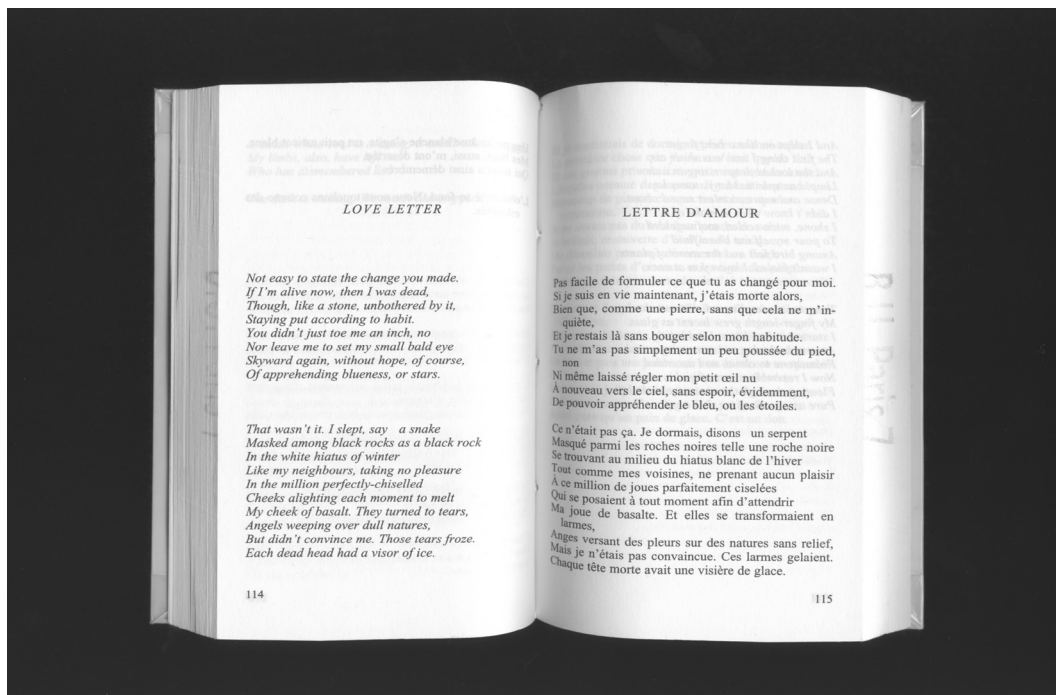 LOVE LETTER
Not easy to state the change you made.
If I'm alive now, then I was dead,
Though, like a stone, unbothered by it,
Staying put according to habit.
You didn't just toe me an inch, no
Nor leave me to set my small bald eye
Skyward again, without hope, of course,
Of apprehending blueness, or stars.
That wasn't it. I slept, say a snake
Masked among black rocks as a black rock
In the white hiatus of winter
Like my neighbours, taking no pleasure
In the million perfectly-chiselled
Cheeks alighting each moment to melt
My cheek of basalt. They turned to tears,
Angels weeping over dull natures,
But didn't convince me. Those tears froze.
Each dead head had a visor of ice.
114
LETTRE D'AMOUR
Pas facile de formuler ce que tu as changé pour moi.
Si je suis en vie maintenant, j'étais morte alors,
Bien que, comme une pierre, sans que cela ne m'in-
quiète,
Et je restais là sans bouger selon mon habitude.
Tu ne m'as pas simplement un peu poussée du pied,
non
Ni même laissé régler mon petit œil nu
À nouveau vers le ciel, sans espoir, évidemment,
De pouvoir appréhender le bleu, ou les étoiles.
Ce n'était pas ça. Je dormais, disons un serpent
Masqué parmi les roches noires telle une roche noire
Se trouvant au milieu du hiatus blanc de l'hiver
Tout comme mes voisines, ne prenant aucun plaisir
À ce million de joues parfaitement ciselées
Qui se posaient à tout moment afin d'attendrir
Ma joue de basalte. Et elles se transformaient en
larmes,
Anges versant des pleurs sur des natures sans relief,
Mais je n'étais pas convaincue. Ces larmes gelaient.
Chaque tête morte avait une visière de glace.
115